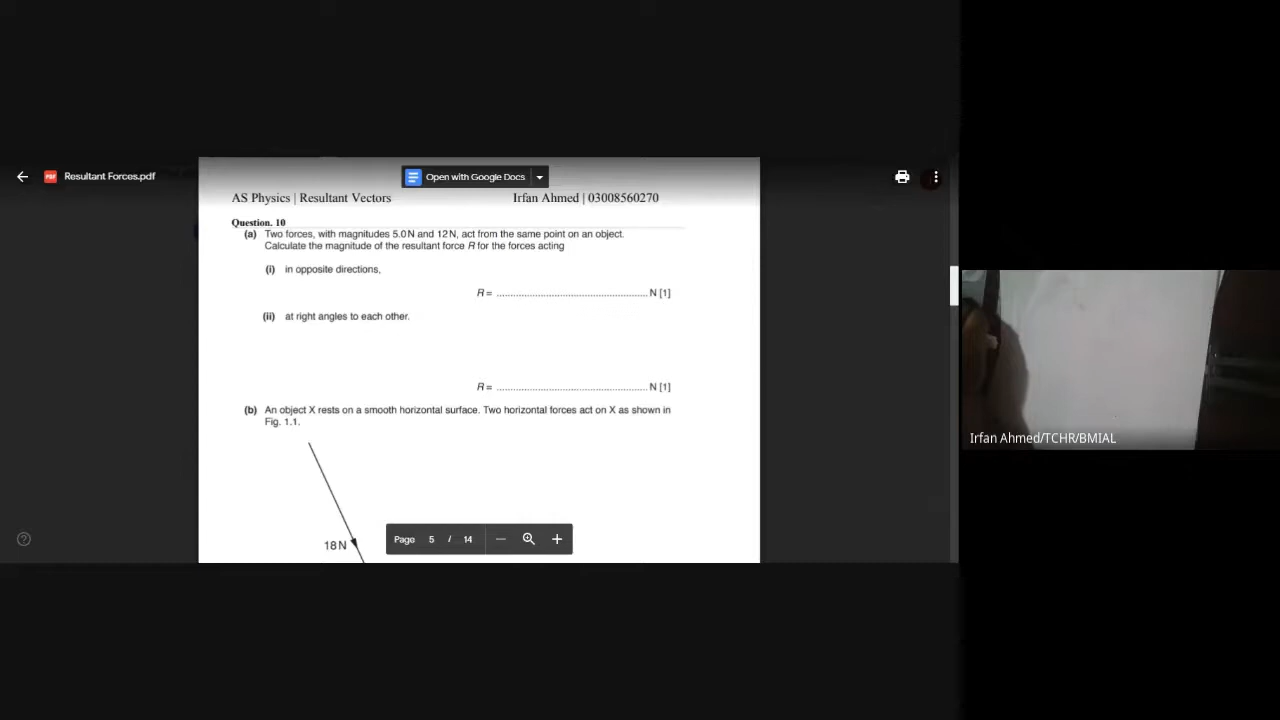 Resultant Forces.pdf
Open with Google Docs
AS Physics | Resultant Vectors
Irfan Ahmed | 03008560270
Question. 10
(a) Two forces, with magnitudes 5.0N and 12N, act from the same point on an object.
Calculate the magnitude of the resultant force R for the forces acting
(i) in opposite directions,
R = .................................................. N [1]
(ii) at right angles to each other.
R = .................................................. N [1]
(b) An object X rests on a smooth horizontal surface. Two horizontal forces act on X as shown in
Fig. 1.1.
18N
Page 5 / 14
Irfan Ahmed/TCHR/BMIAL